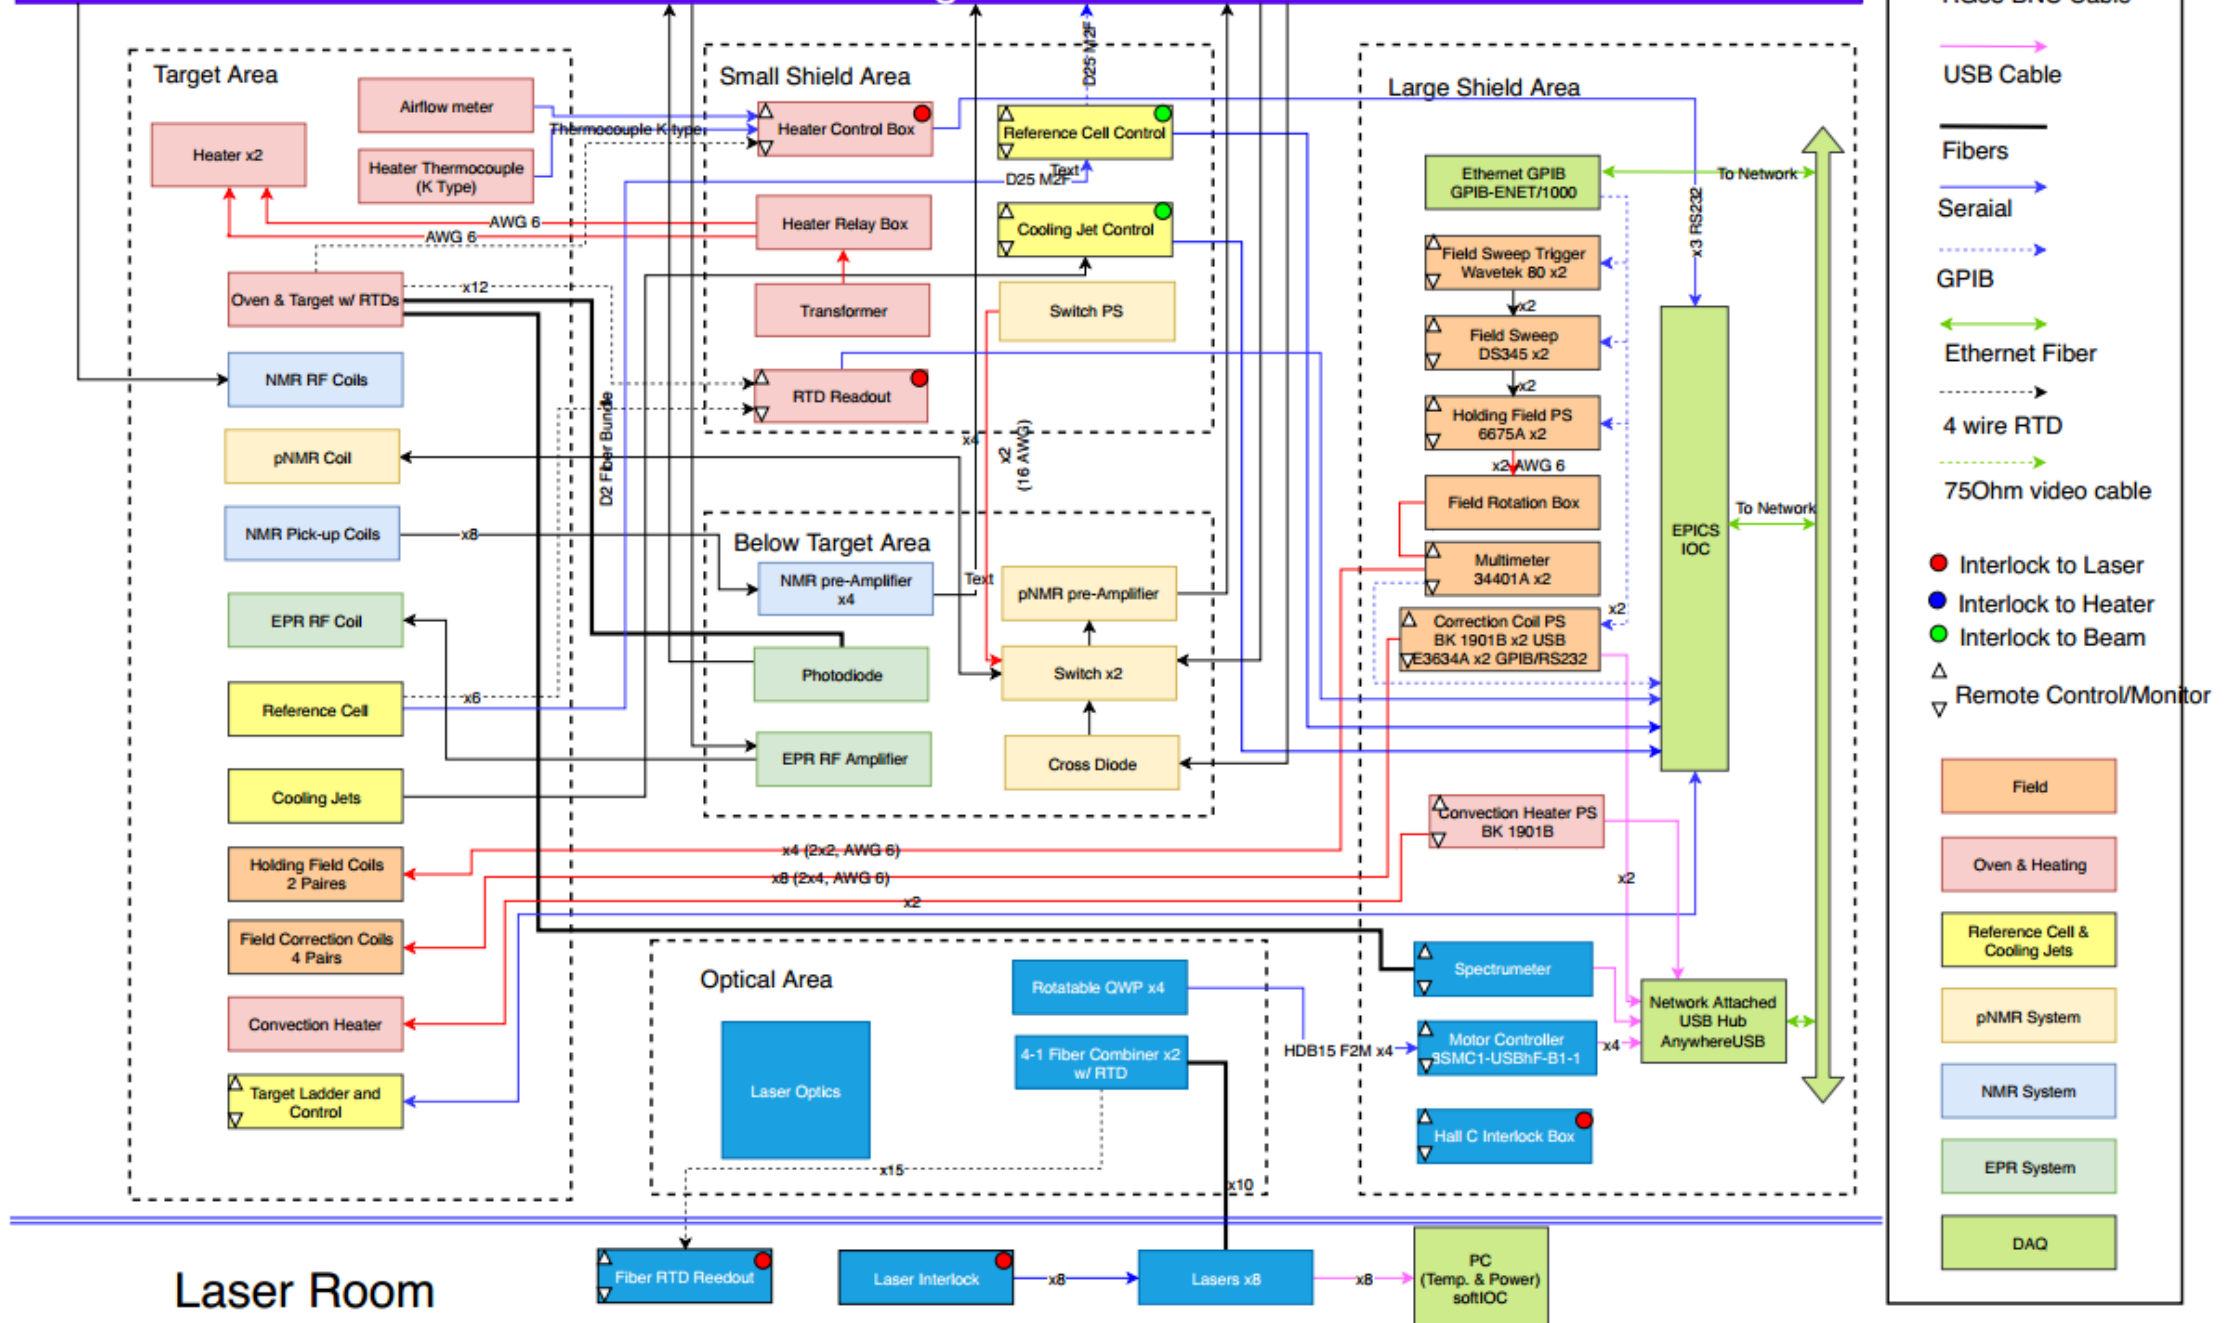 Target Area
Airflow meter
Heater x2
Heater Thermocouple
(K Type)
Thermocouple K type
AWG 6
AWG 6
Oven & Target w/ RTDs
x12
NMR RF Coils
pNMR Coil
NMR Pick-up Coils
x8
EPR RF Coil
Reference Cell
x6
Cooling Jets
Holding Field Coils
2 Paires
Field Correction Coils
4 Pairs
Convection Heater
Target Ladder and
Control
D2 Fiber Bundle
Small Shield Area
D25 M2F
Heater Control Box
Reference Cell Control
Text
D25 M2F
Heater Relay Box
Cooling Jet Control
Transformer
Switch PS
RTD Readout
x4
x2
(16 AWG)
Below Target Area
NMR pre-Amplifier
x4
Text
pNMR pre-Amplifier
Photodiode
Switch x2
EPR RF Amplifier
Cross Diode
x4 (2x2, AWG 6)
x8 (2x4, AWG 6)
x2
Optical Area
Rotatable QWP x4
4-1 Fiber Combiner x2
w/ RTD
Laser Optics
x15
x10
HDB15 F2M x4
Large Shield Area
Ethernet GPIB
GPIB-ENET/1000
To Network
x3 RS232
Field Sweep Trigger
Wavetek 80 x2
x2
Field Sweep
DS345 x2
x2
Holding Field PS
6675A x2
x2 AWG 6
Field Rotation Box
Multimeter
34401A x2
x2
Correction Coil PS
BK 1901B x2 USB
E3634A x2 GPIB/RS232
EPICS
IOC
To Network
Convection Heater PS
BK 1901B
x2
Spectrumeter
Network Attached
USB Hub
AnywhereUSB
Motor Controller
8SMC1-USBhF-B1-1
x4
Hall C Interlock Box
Laser Room
Fiber RTD Reedout
Laser Interlock
x8
Lasers x8
x8
PC
(Temp. & Power)
softIOC
USB Cable
Fibers
Seraial
GPIB
Ethernet Fiber
4 wire RTD
75Ohm video cable
Interlock to Laser
Interlock to Heater
Interlock to Beam
Remote Control/Monitor
Field
Oven & Heating
Reference Cell &
Cooling Jets
pNMR System
NMR System
EPR System
DAQ